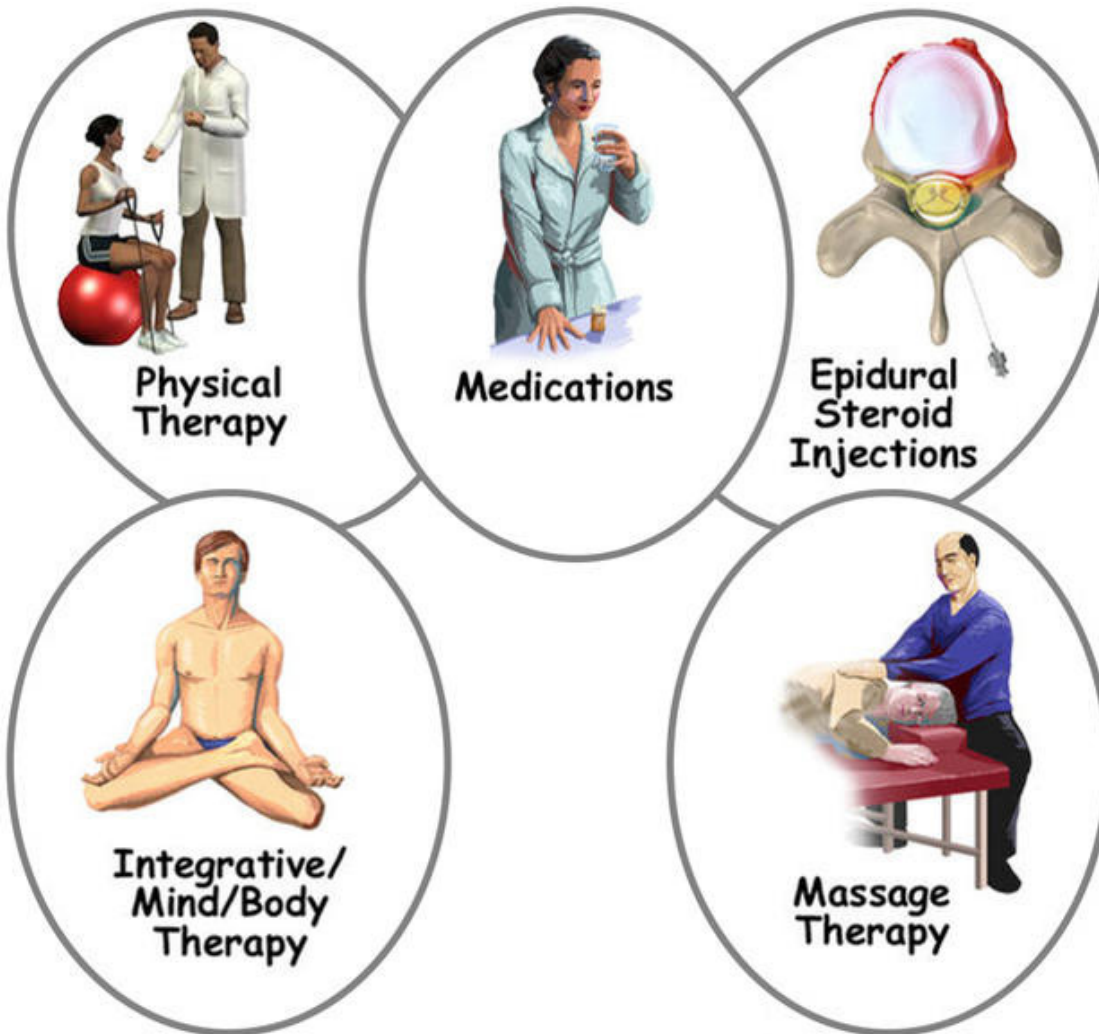 Physical
Therapy
Medications
Epidural
Steroid
Injections
Integrative/
Mind/Body
Therapy
Massage
Therapy